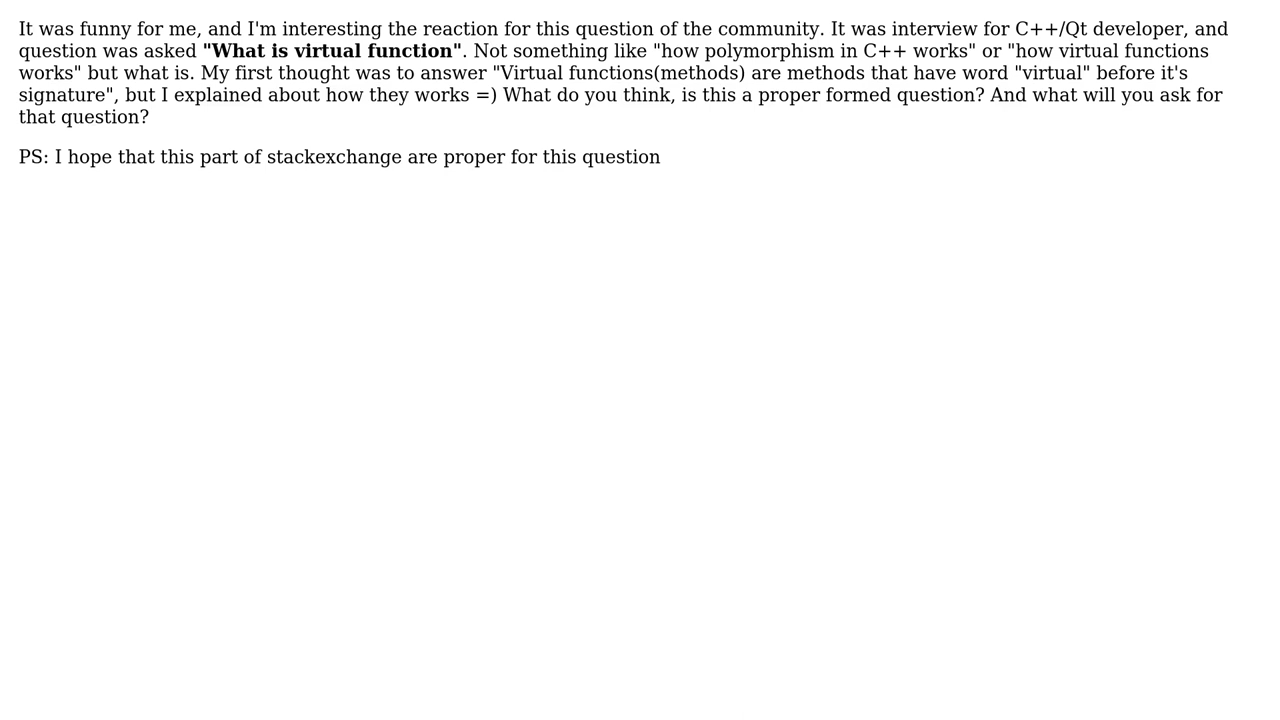 It was funny for me, and I'm interesting the reaction for this question of the community. It was interview for C++/Qt developer, and
question was asked "What is virtual function". Not something like "how polymorphism in C++ works" or "how virtual functions
works" but what is. My first thought was to answer "Virtual functions(methods) are methods that have word "virtual" before it's
signature", but I explained about how they works =) What do you think, is this a proper formed question? And what will you ask for
that question?
PS: I hope that this part of stackexchange are proper for this question